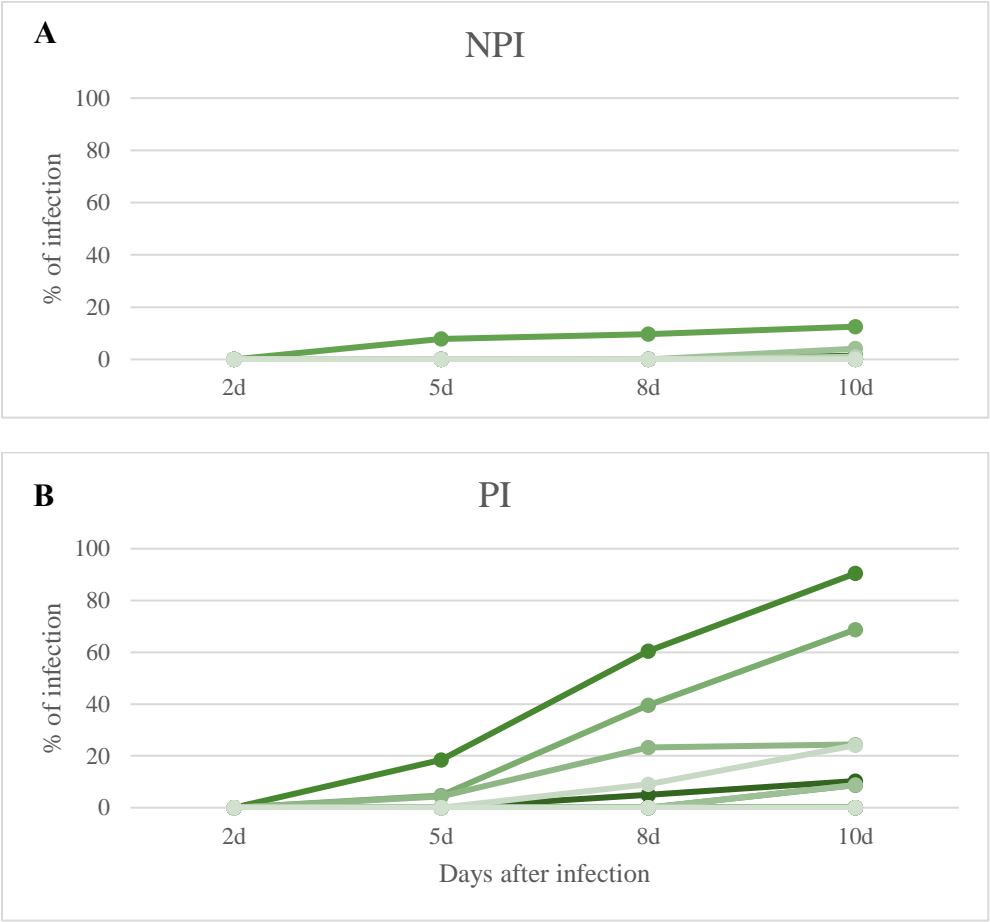 A
NPI
% of infection
100
80
60
40
20
0
2d 5d 8d 10d
B
PI
% of infection
100
80
60
40
20
0
2d 5d 8d 10d
Days after infection